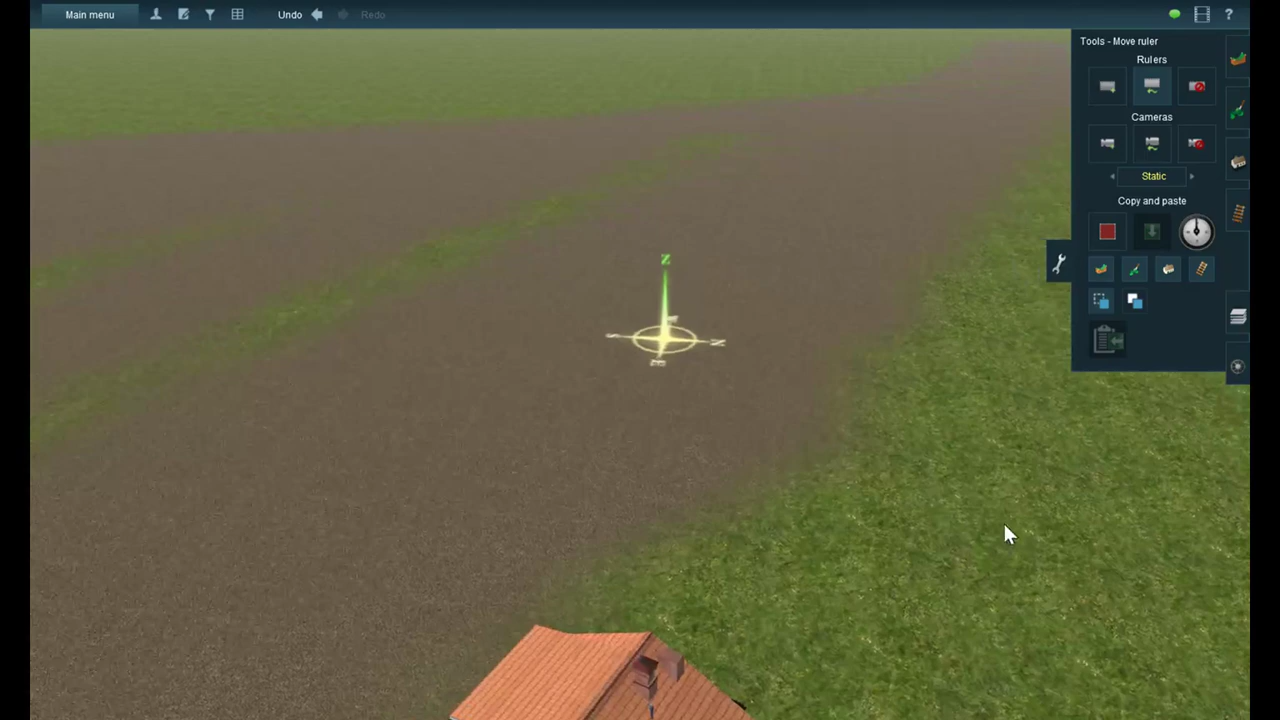 Main menu
Undo
Redo
?
Tools - Move ruler
Rulers
Cameras
Static
Copy and paste
Z
N